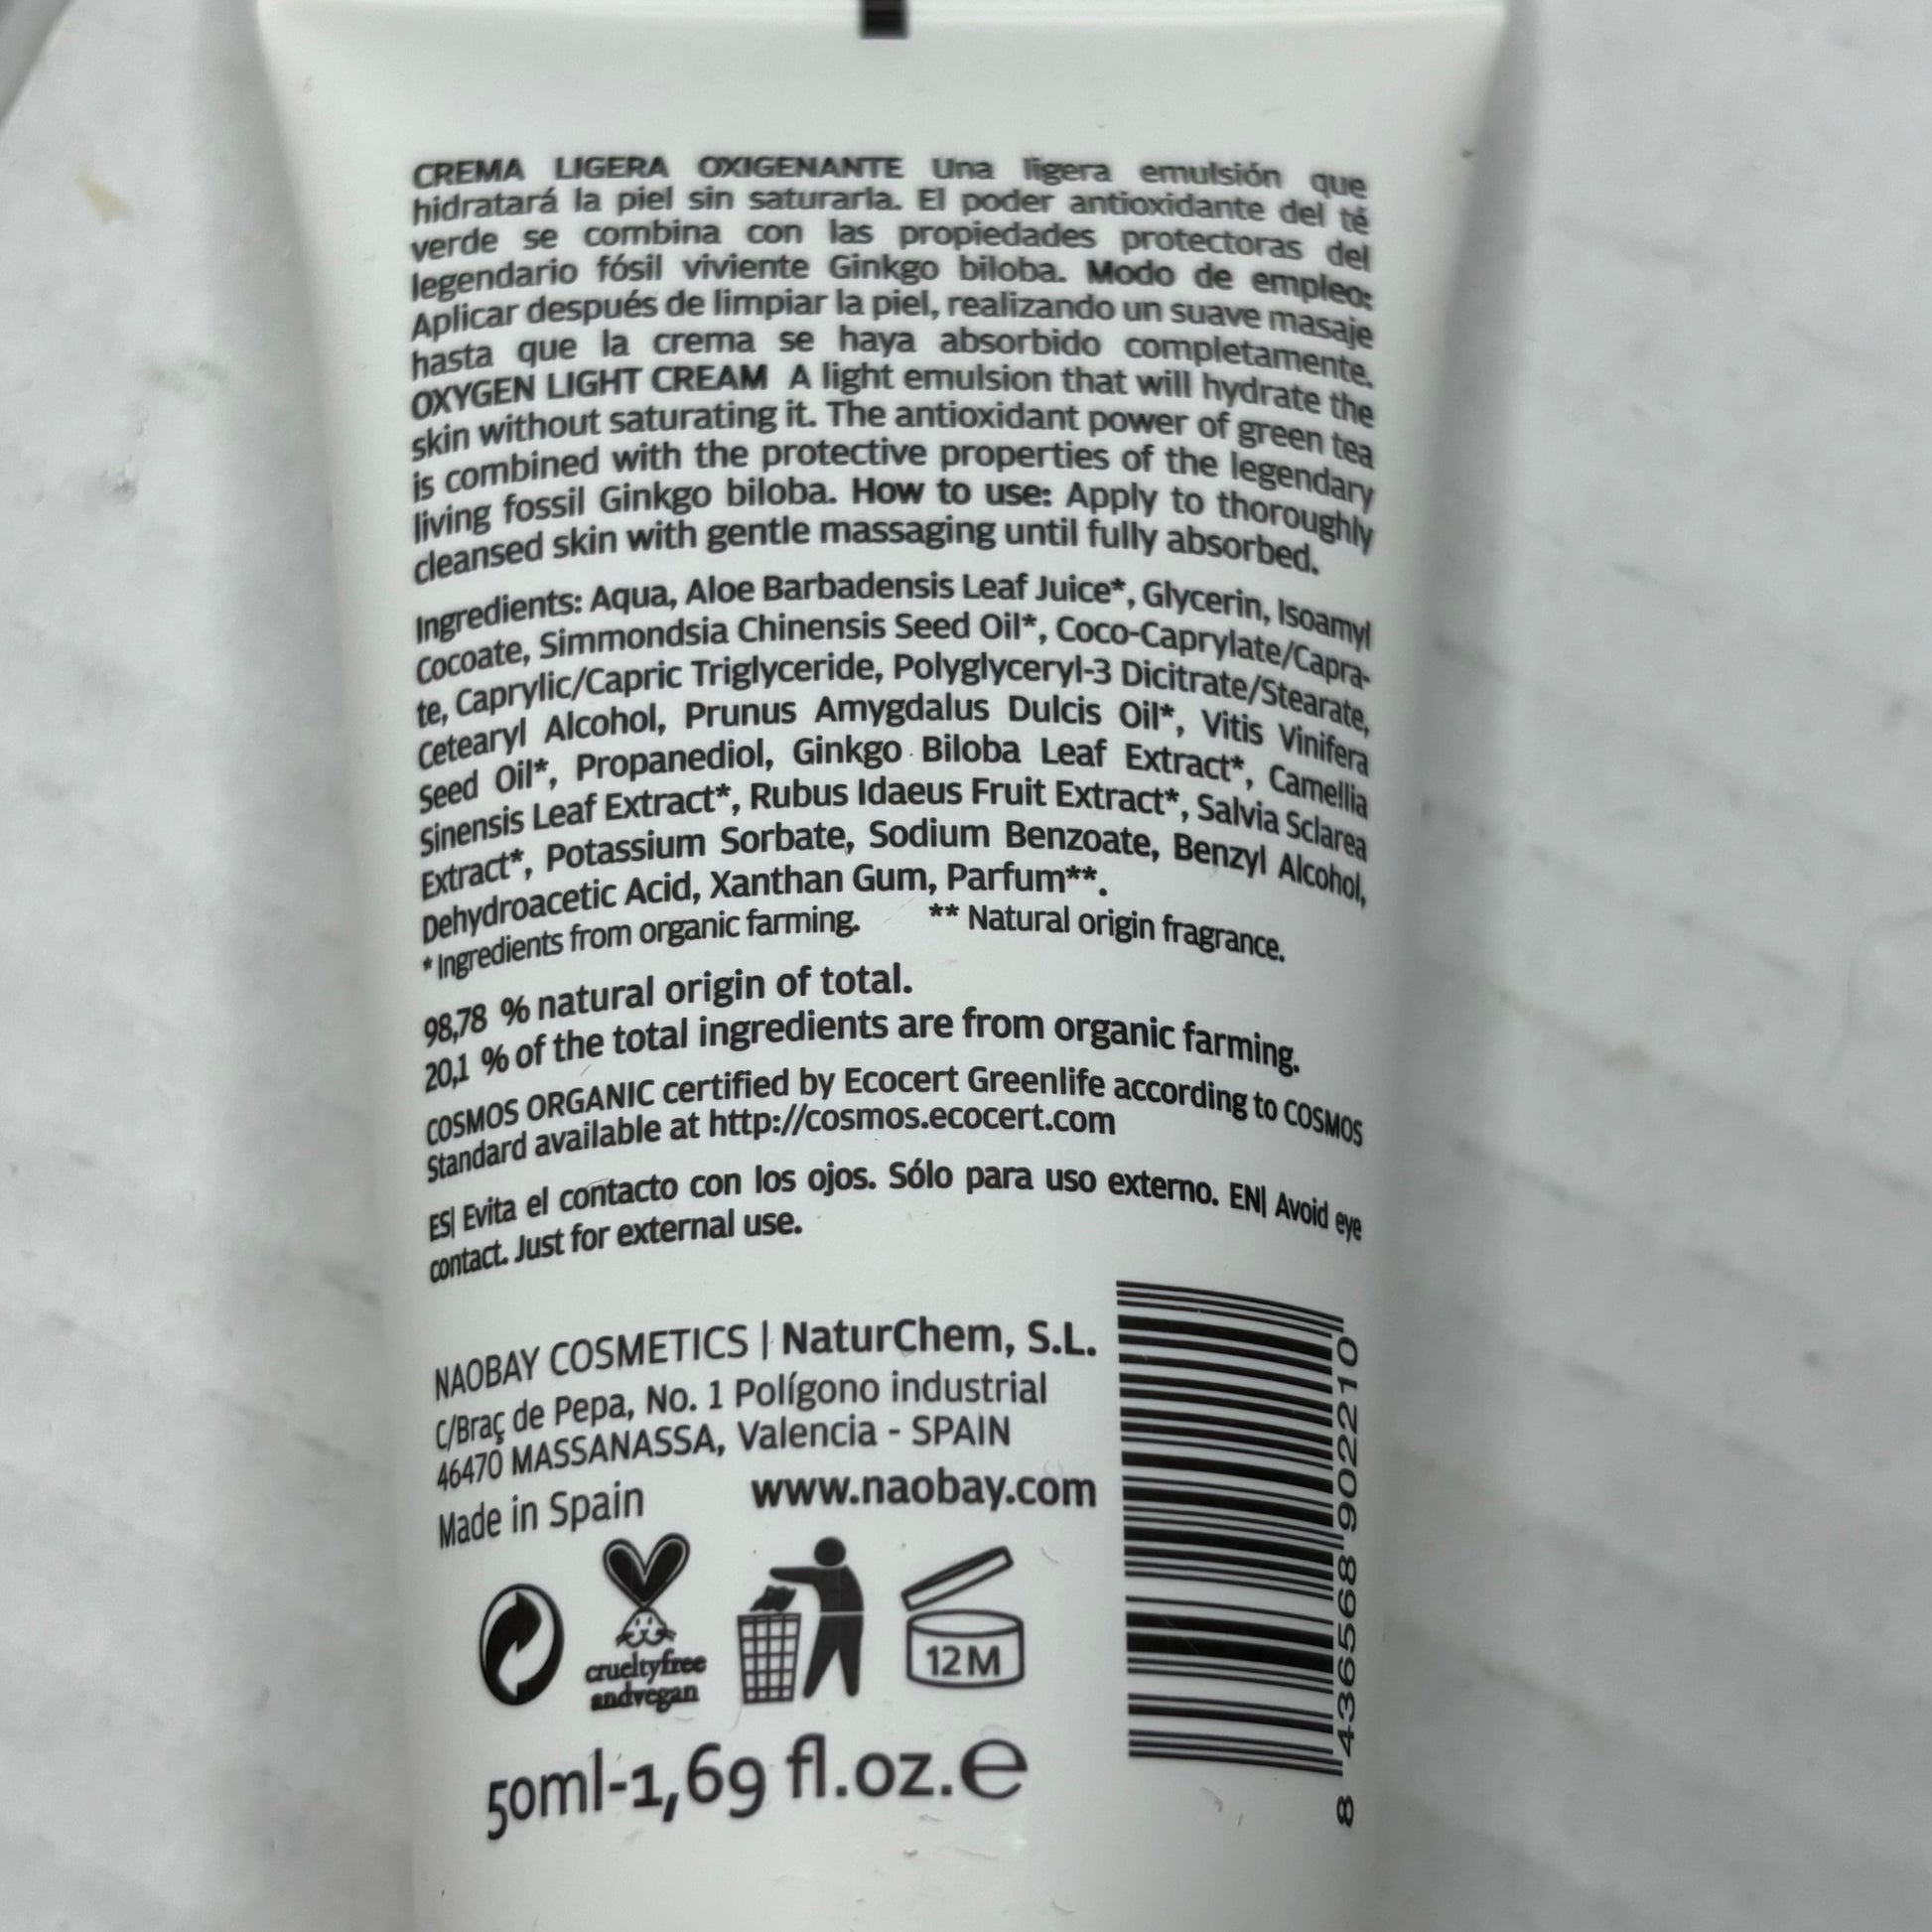 CREMA LIGERA OXIGENANTE Una ligera emulsión que
hidratará la piel sin saturarla. El poder antioxidante del té
verde se combina con las propiedades protectoras del
legendario fósil viviente Ginkgo biloba. Modo de empleo:
Aplicar después de limpiar la piel, realizando un suave masaje
hasta que la crema se haya absorbido completamente.
OXYGEN LIGHT CREAM A light emulsion that will hydrate the
skin without saturating it. The antioxidant power of green tea
is combined with the protective properties of the legendary
living fossil Ginkgo biloba. How to use: Apply to thoroughly
cleansed skin with gentle massaging until fully absorbed.
Ingredients: Aqua, Aloe Barbadensis Leaf Juice*, Glycerin, Isoamyl
Cocoate, Simmondsia Chinensis Seed Oil*, Coco-Caprylate/Capra-
te, Caprylic/Capric Triglyceride, Polyglyceryl-3 Dicitrate/Stearate,
Cetearyl Alcohol, Prunus Amygdalus Dulcis Oil*, Vitis Vinifera
Seed Oil*, Propanediol, Ginkgo Biloba Leaf Extract*, Camellia
Sinensis Leaf Extract*, Rubus Idaeus Fruit Extract*, Salvia Sclarea
Extract*, Potassium Sorbate, Sodium Benzoate, Benzyl Alcohol,
Dehydroacetic Acid, Xanthan Gum, Parfum**.
*Ingredients from organic farming. ** Natural origin fragrance.
98,78 % natural origin of total.
20,1 % of the total ingredients are from organic farming.
COSMOS ORGANIC certified by Ecocert Greenlife according to COSMOS
Standard available at http://cosmos.ecocert.com
ES| Evita el contacto con los ojos. Sólo para uso externo. EN| Avoid eye
contact. Just for external use.
NAOBAY COSMETICS | NaturChem, S.L.
C/Braç de Pepa, No. 1 Polígono industrial
46470 MASSANASSA, Valencia - SPAIN
Made in Spain www.naobay.com
crueltyfree
andvegan
12M
50ml-1,69 fl.oz.e
8 436568 902210